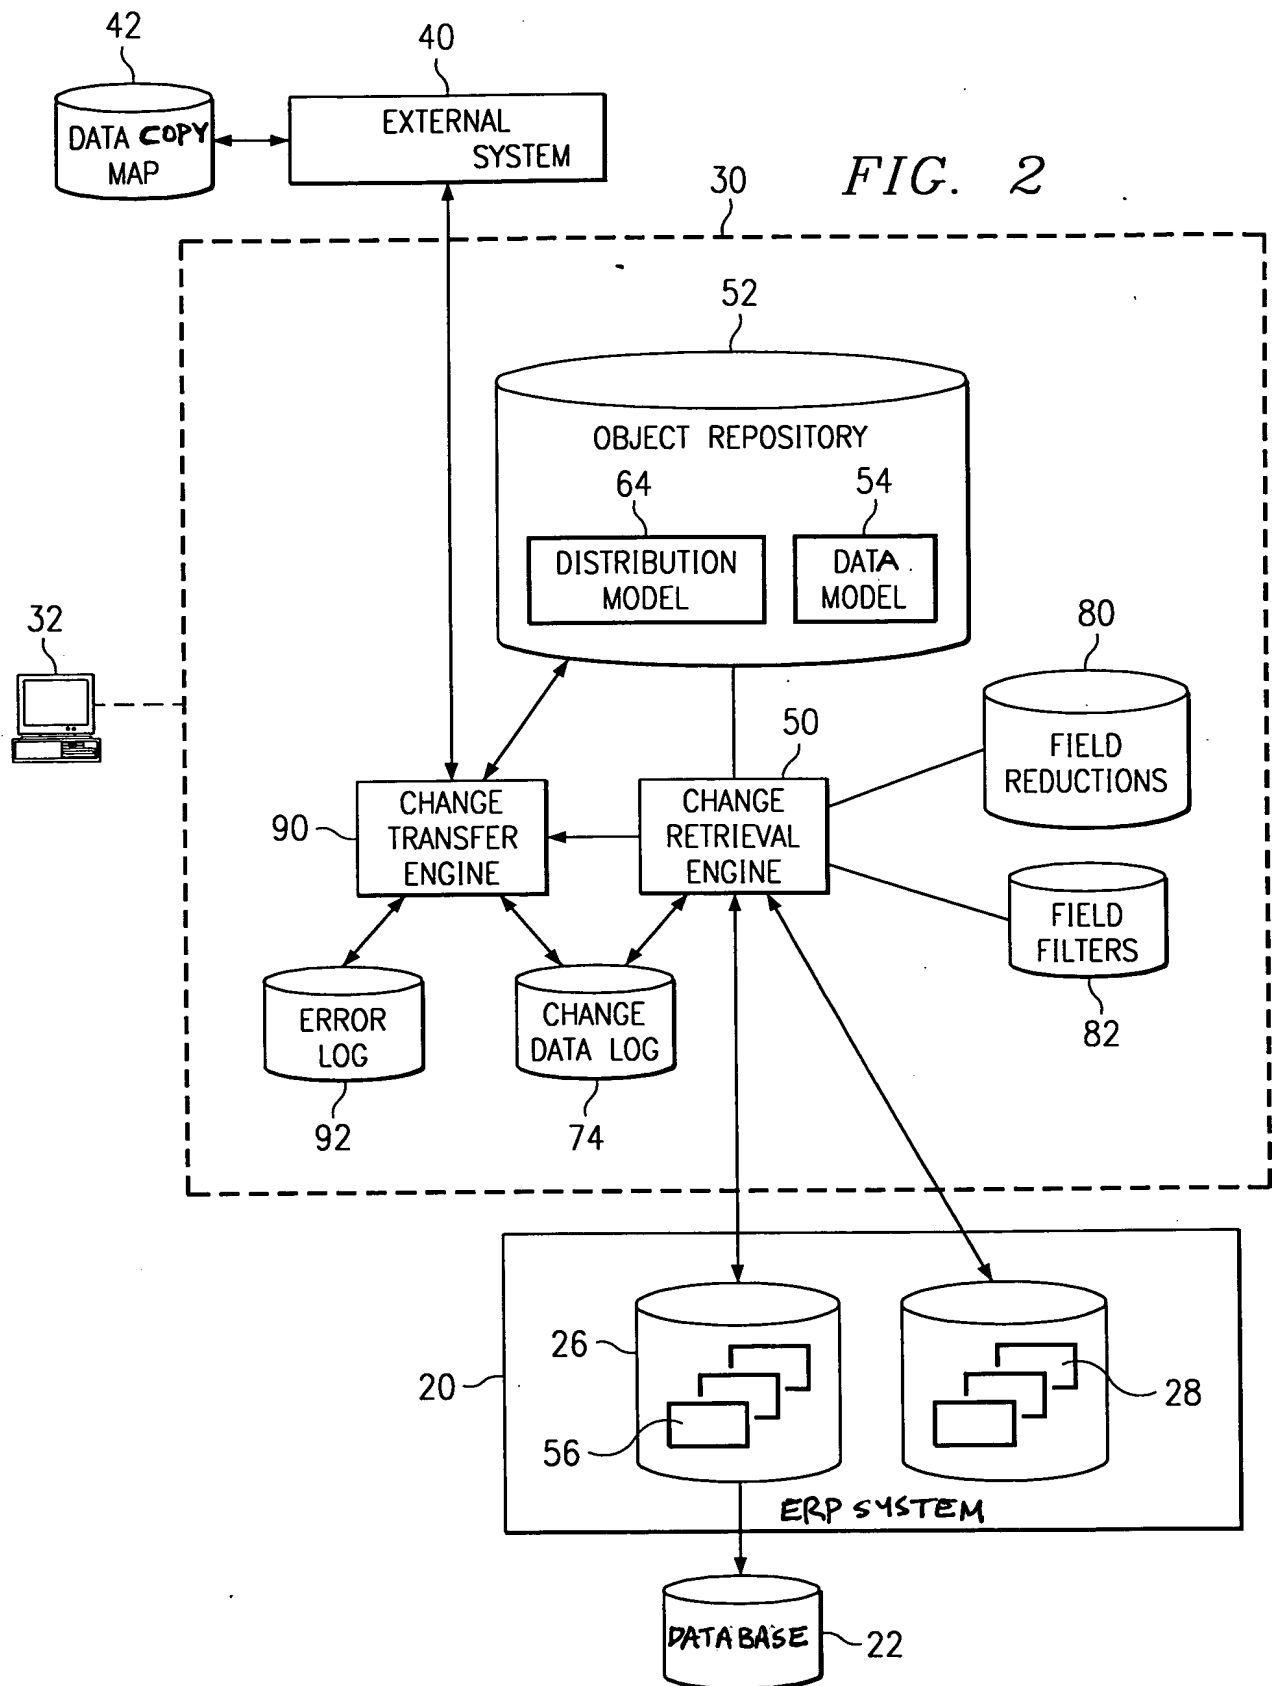 42
40
DATA COPY
MAP
EXTERNAL
SYSTEM
FIG. 2
30
52
OBJECT REPOSITORY
64
54
DISTRIBUTION
MODEL
DATA
MODEL
32
80
FIELD
REDUCTIONS
50
90
CHANGE
TRANSFER
ENGINE
CHANGE
RETRIEVAL
ENGINE
FIELD
FILTERS
82
ERROR
LOG
92
CHANGE
DATA LOG
74
26
20
28
56
ERP SYSTEM
DATABASE
22